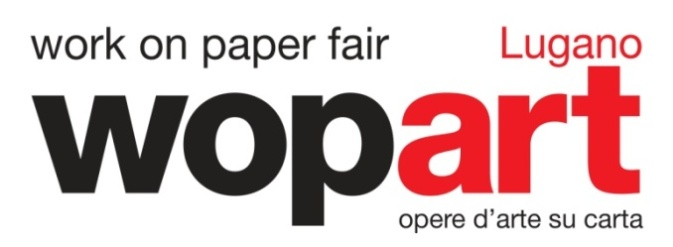 work on paper fair Lugano
wopart
opere d'arte su carta